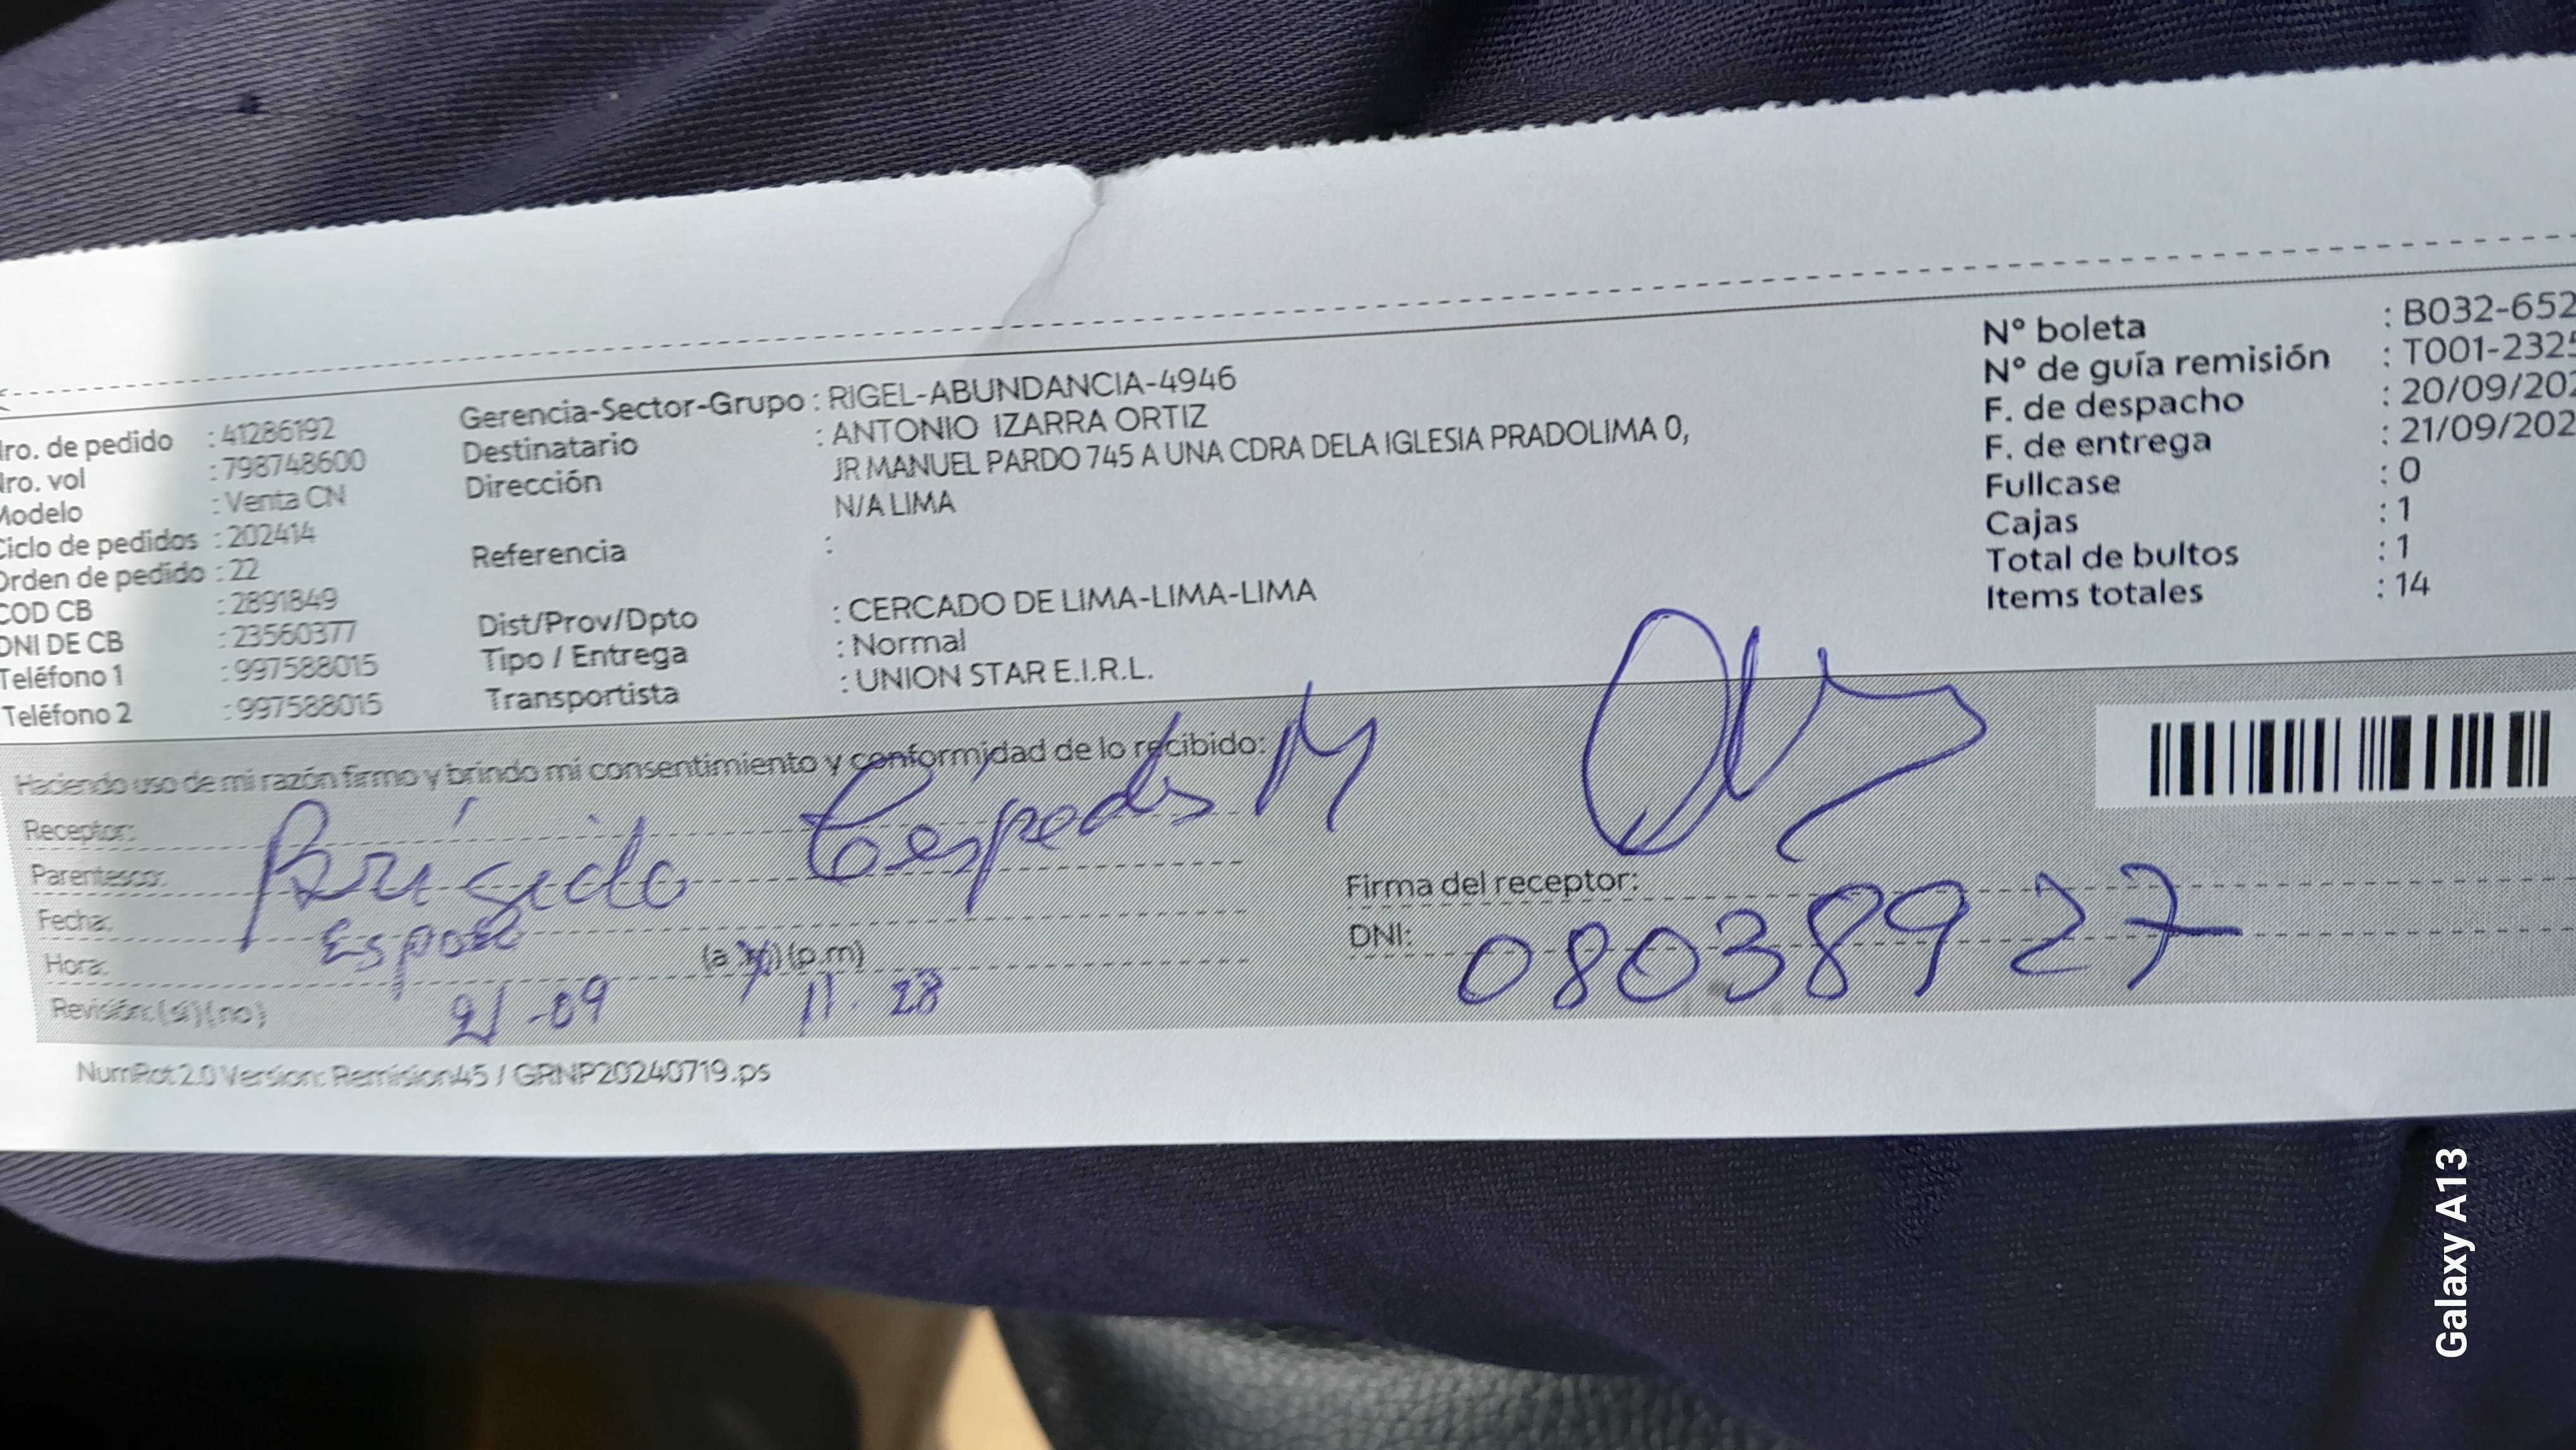 Nro. de pedido : 41286192
Nro. vol : 798748600
Modelo : Venta CN
Ciclo de pedidos : 202414
Orden de pedido : 22
COD CB : 2891849
DNI DE CB : 23560377
Teléfono 1 : 997588015
Teléfono 2 : 997588015
Gerencia-Sector-Grupo : RIGEL-ABUNDANCIA-4946
Destinatario : ANTONIO IZARRA ORTIZ
Dirección JR MANUEL PARDO 745 A UNA CDRA DELA IGLESIA PRADOLIMA 0,
N/A LIMA
Referencia :
Dist/Prov/Dpto : CERCADO DE LIMA-LIMA-LIMA
Tipo / Entrega : Normal
Transportista : UNION STAR E.I.R.L.
N° boleta : B032-652
N° de guía remisión : T001-232
F. de despacho : 20/09/202
F. de entrega : 21/09/202
Fullcase : 0
Cajas : 1
Total de bultos : 1
Items totales : 14
Haciendo uso de mi razón firmo y brindo mi consentimiento y conformidad de lo recibido:
Receptor: Brígido Cespedes M
Parentesco: Esposo
Fecha: 21-09
Hora: (a.m)(p.m) 11.28
Revisión: (si) (no)
Firma del receptor:
DNI: 08038927
NumRot 2.0 Version: Remision45 / GRNP20240719.ps
Galaxy A13